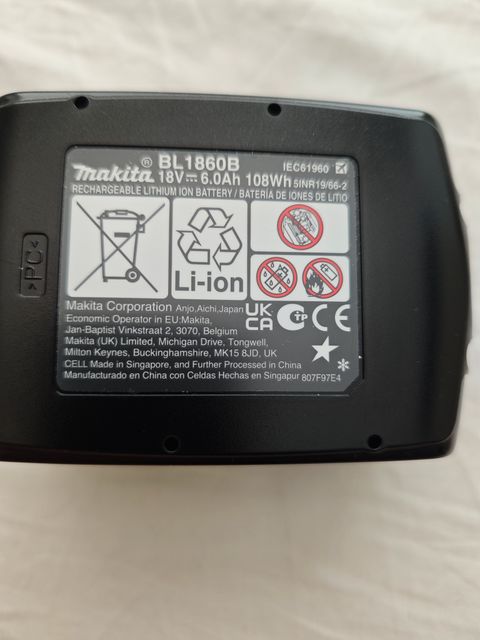 makita® BL1860B IEC61960
18V 6.0Ah 108Wh 5INR19/66-2
RECHARGEABLE LITHIUM ION BATTERY / BATERÍA DE IONES DE LITIO
>PC<
Li-ion
Makita Corporation Anjo,Aichi,Japan
Economic Operator in EU:Makita,
Jan-Baptist Vinkstraat 2, 3070, Belgium
Makita (UK) Limited, Michigan Drive, Tongwell,
Milton Keynes, Buckinghamshire, MK15 8JD, UK
CELL Made in Singapore, and Further Processed in China
Manufacturado en China con Celdas Hechas en Singapur 807F97E4
UK
CA
TP
CE